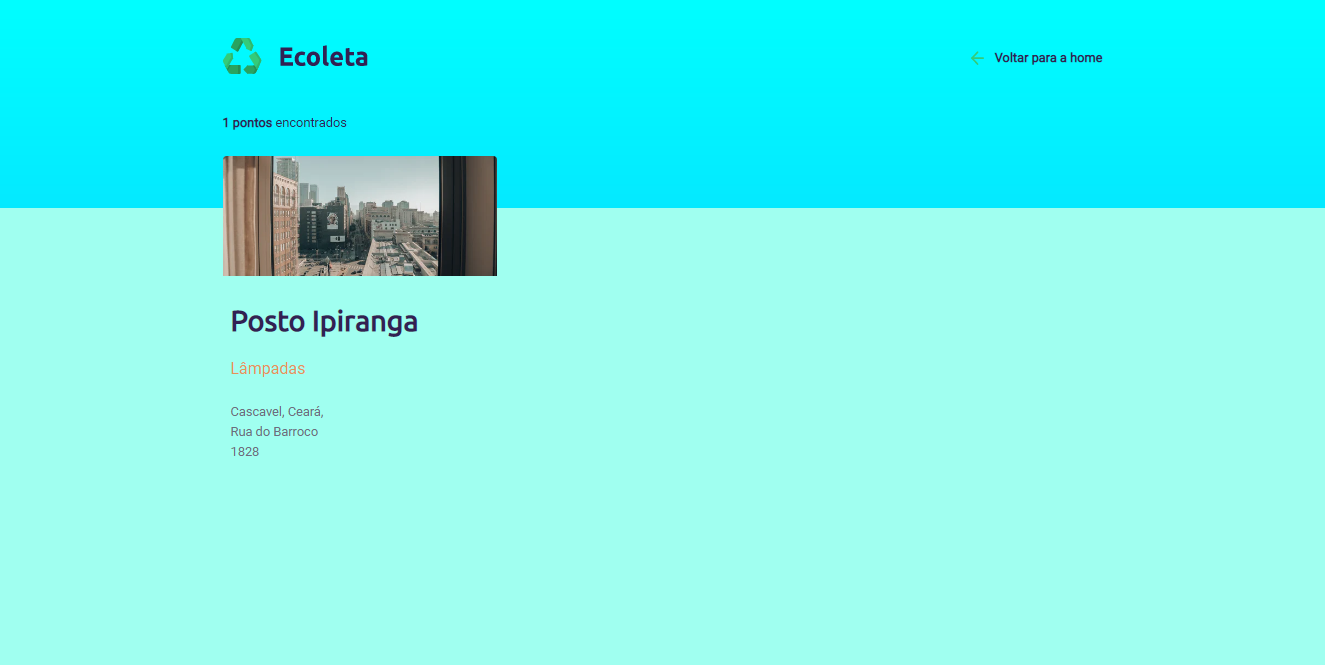 Ecoleta
Voltar para a home
1 pontos encontrados
Posto Ipiranga
Lâmpadas
Cascavel, Ceará,
Rua do Barroco
1828